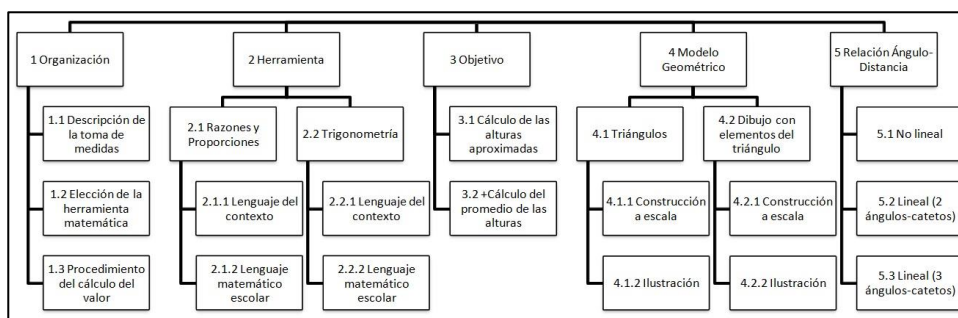 1 Organización
1.1 Descripción de
la toma de
medidas
1.2 Elección de la
herramienta
matemática
1.3 Procedimiento
del cálculo del
valor
2 Herramienta
2.1 Razones y
Proporciones
2.1.1 Lenguaje del
contexto
2.1.2 Lenguaje
matemático
escolar
2.2 Trigonometría
2.2.1 Lenguaje del
contexto
2.2.2 Lenguaje
matemático
escolar
3 Objetivo
3.1 Cálculo de las
alturas
aproximadas
3.2 +Cálculo del
promedio de las
alturas
4 Modelo
Geométrico
4.1 Triángulos
4.1.1 Construcción
a escala
4.1.2 Ilustración
4.2 Dibujo con
elementos del
triángulo
4.2.1 Construcción
a escala
4.2.2 Ilustración
5 Relación Ángulo-
Distancia
5.1 No lineal
5.2 Lineal (2
ángulos-catetos)
5.3 Lineal (3
ángulos-catetos)